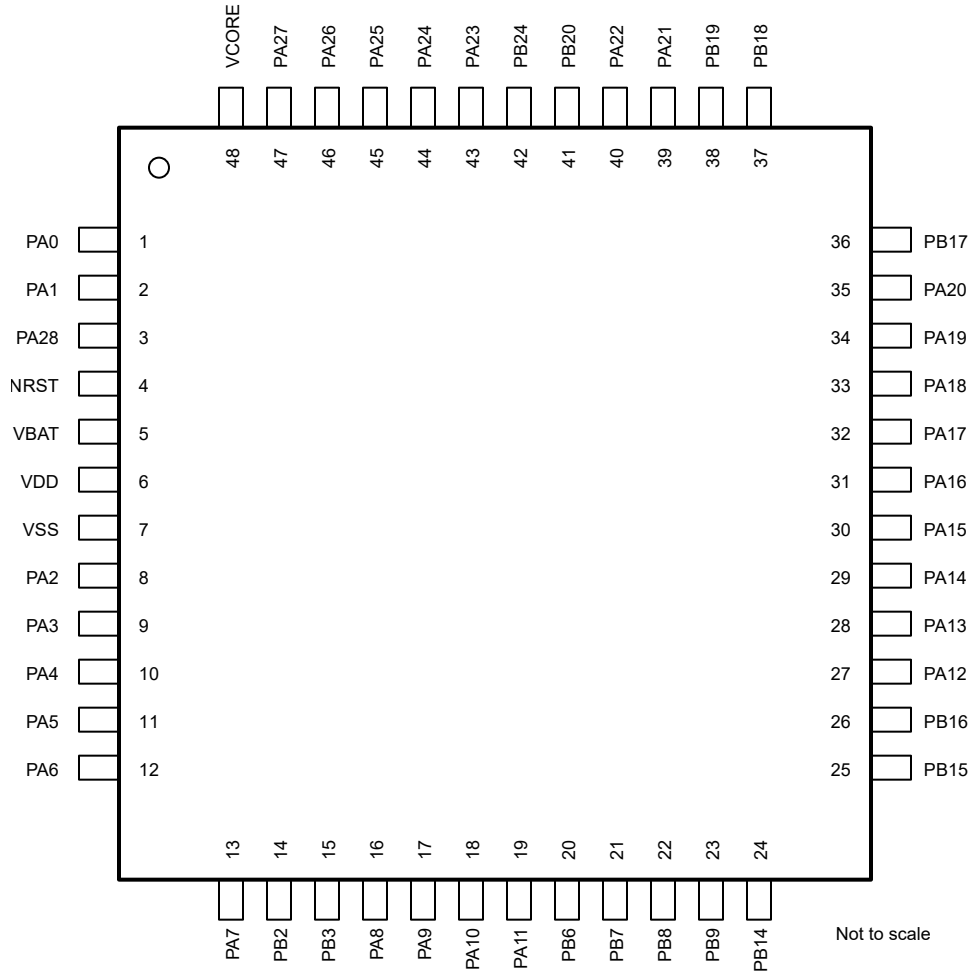 VCORE PA27 PA26 PA25 PA24 PA23 PB24 PB20 PA22 PA21 PB19 PB18
48 47 46 45 44 43 42 41 40 39 38 37
PA0 1 36 PB17
PA1 2 35 PA20
PA28 3 34 PA19
NRST 4 33 PA18
VBAT 5 32 PA17
VDD 6 31 PA16
VSS 7 30 PA15
PA2 8 29 PA14
PA3 9 28 PA13
PA4 10 27 PA12
PA5 11 26 PB16
PA6 12 25 PB15
13 14 15 16 17 18 19 20 21 22 23 24
PA7 PB2 PB3 PA8 PA9 PA10 PA11 PB6 PB7 PB8 PB9 PB14
Not to scale